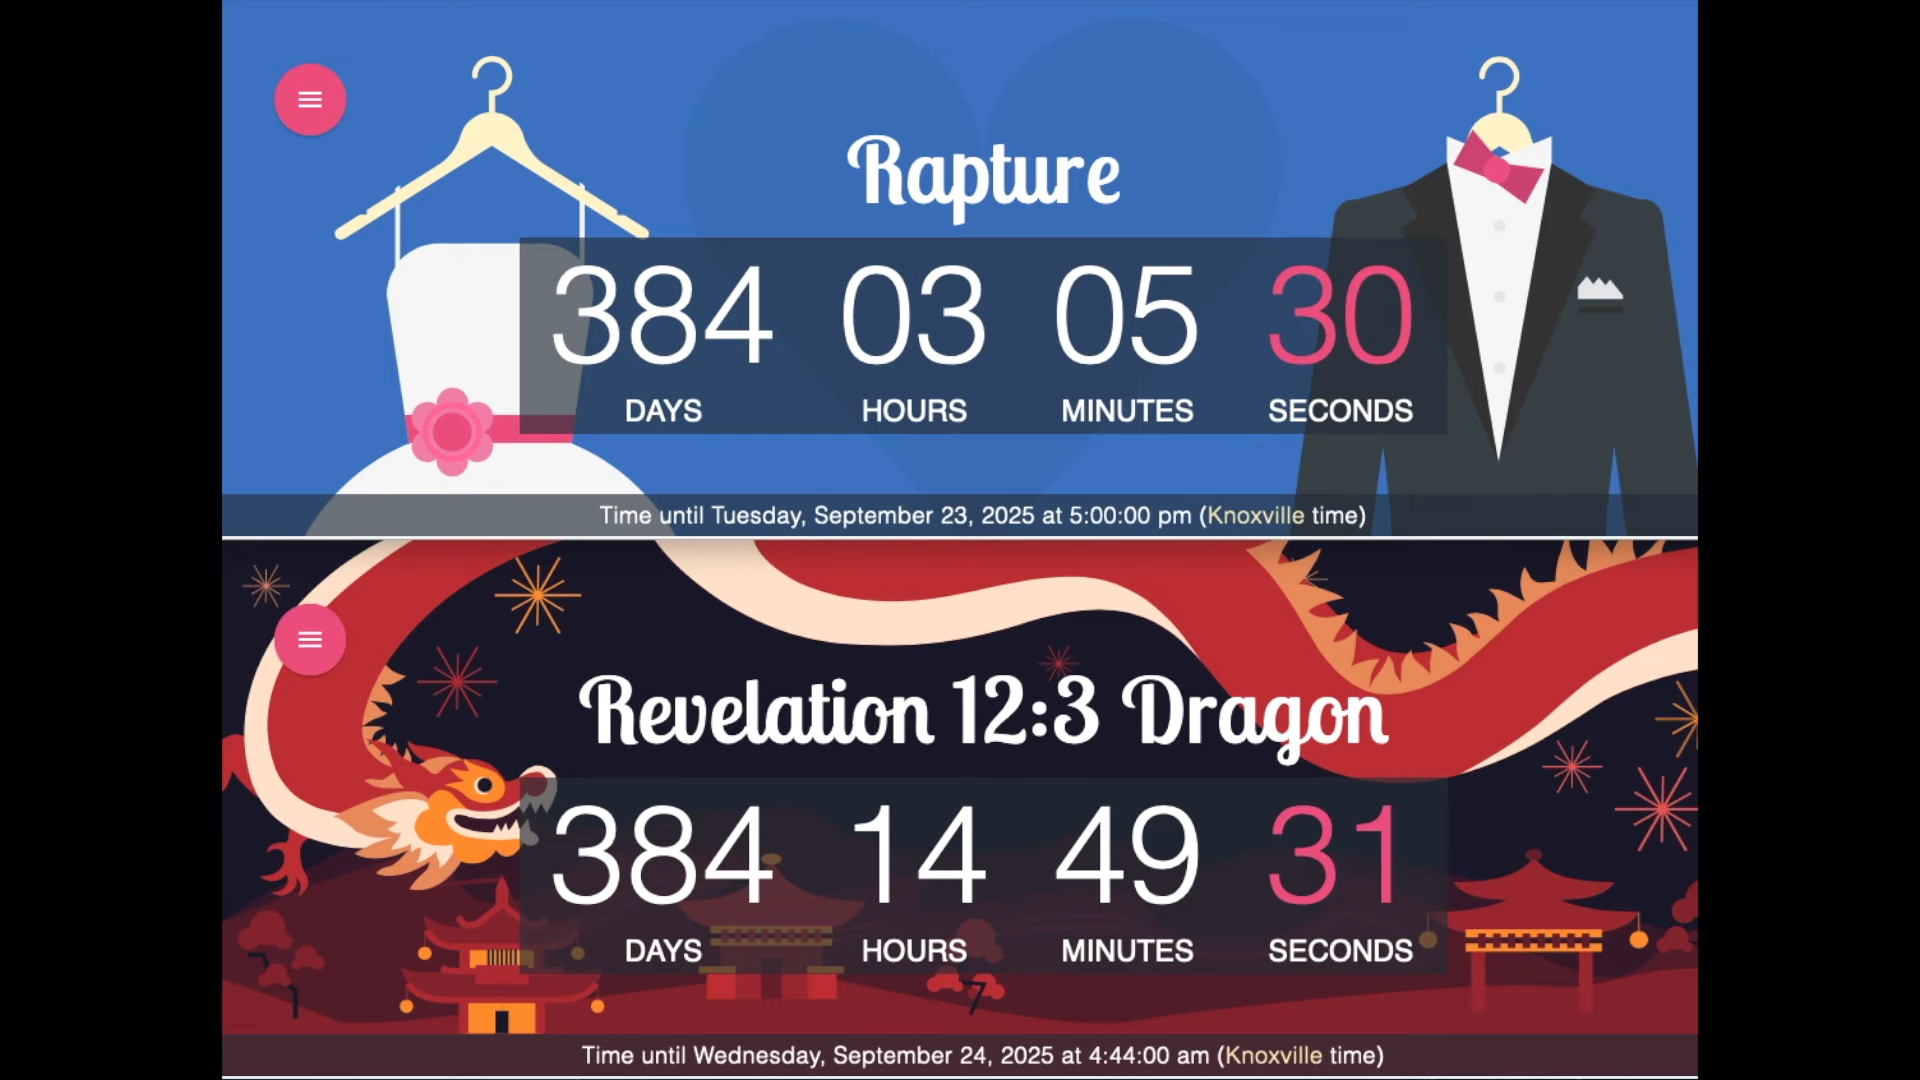 Rapture
384 03 05 30
DAYS HOURS MINUTES SECONDS
Time until Tuesday, September 23, 2025 at 5:00:00 pm (Knoxville time)
Revelation 12:3 Dragon
384 14 49 31
DAYS HOURS MINUTES SECONDS
Time until Wednesday, September 24, 2025 at 4:44:00 am (Knoxville time)